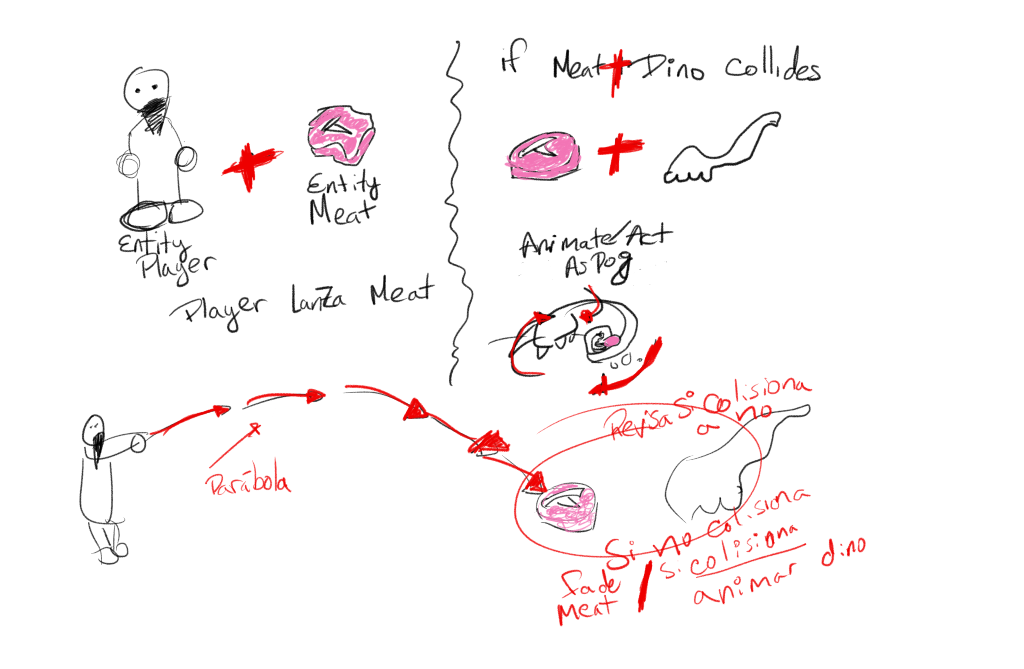 Entity
Player
Entity
Meat
Player Lanza Meat
if Meat + Dino Collides
Animate/Act
As Dog
Parábola
Revisa si colisiona
a no
Si no colisiona
fade
Meat
si colisiona
animar dino